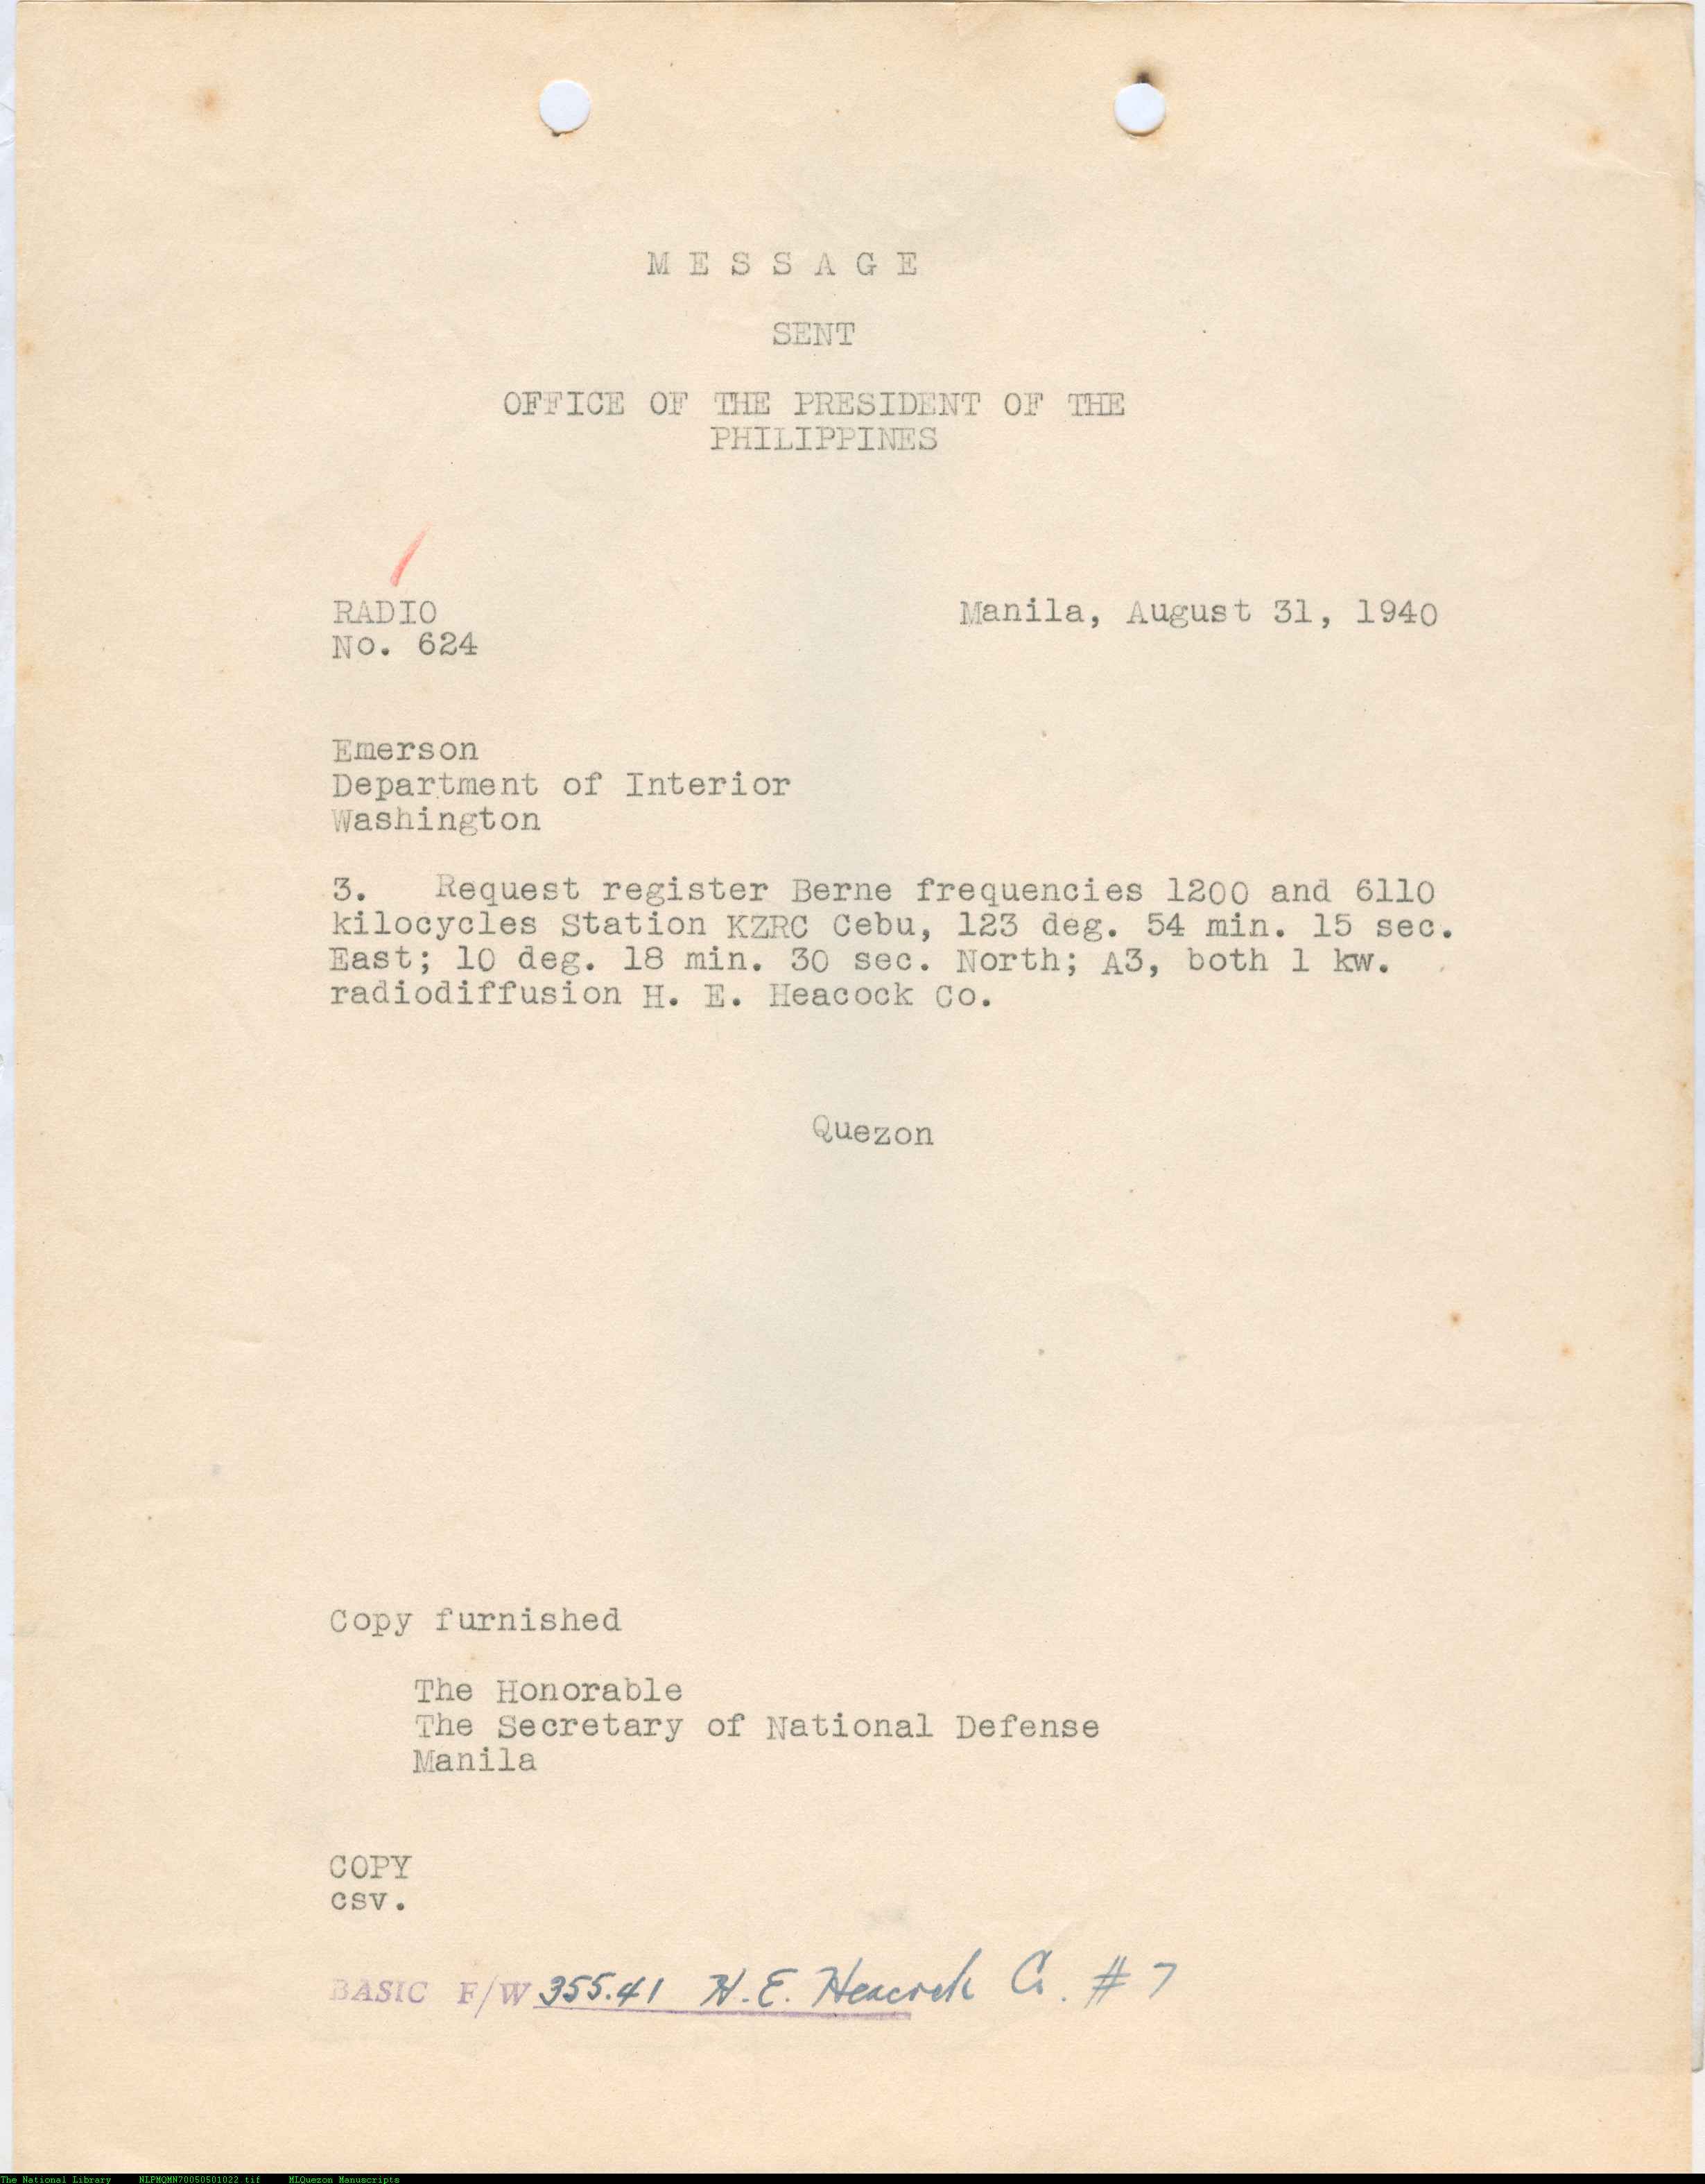 M E S S A G E
SENT
OFFICE OF THE PRESIDENT OF THE
PHILIPPINES
RADIO
No. 624
Manila, August 31, 1940
Emerson
Department of Interior
Washington
3. Request register Berne frequencies 1200 and 6110
kilocycles Station KZRC Cebu, 123 deg. 54 min. 15 sec.
East; 10 deg. 18 min. 30 sec. North; A3, both 1 kw.
radiodiffusion H. E. Heacock Co.
Quezon
Copy furnished
The Honorable
The Secretary of National Defense
Manila
COPY
csv.
BASIC F/W 355.41 H.E. Heacock Co. #7
The National Library NLPMQMN70050501022.tif MLQuezon Manuscripts